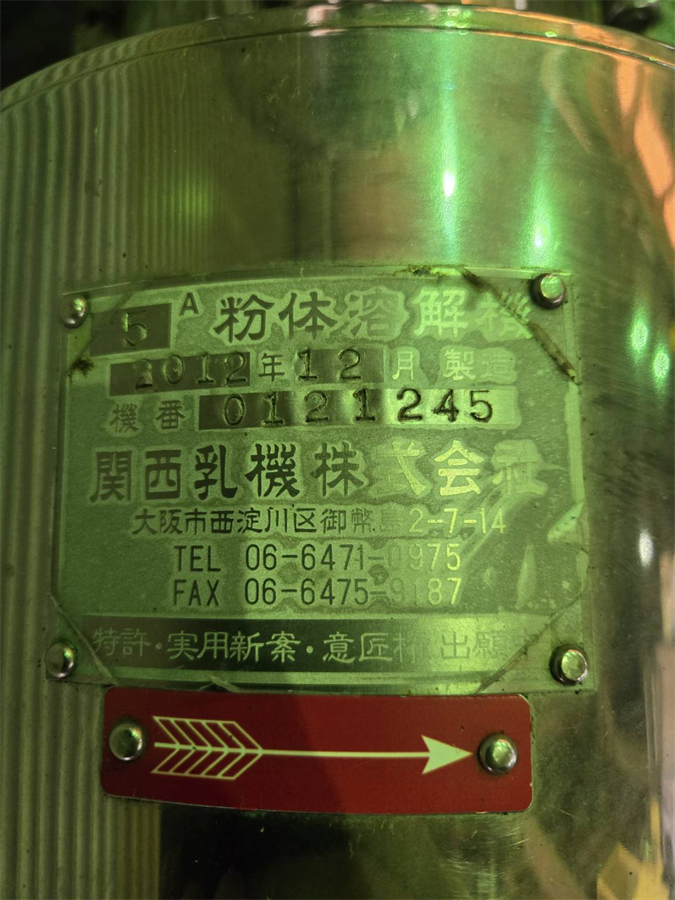 5 A 粉体溶解機
2012年12月製造
機番 0121245
関西乳機株式会社
大阪市西淀川区御幣島2-7-14
TEL 06-6471-0975
FAX 06-6475-9187
特許・実用新案・意匠権 出願